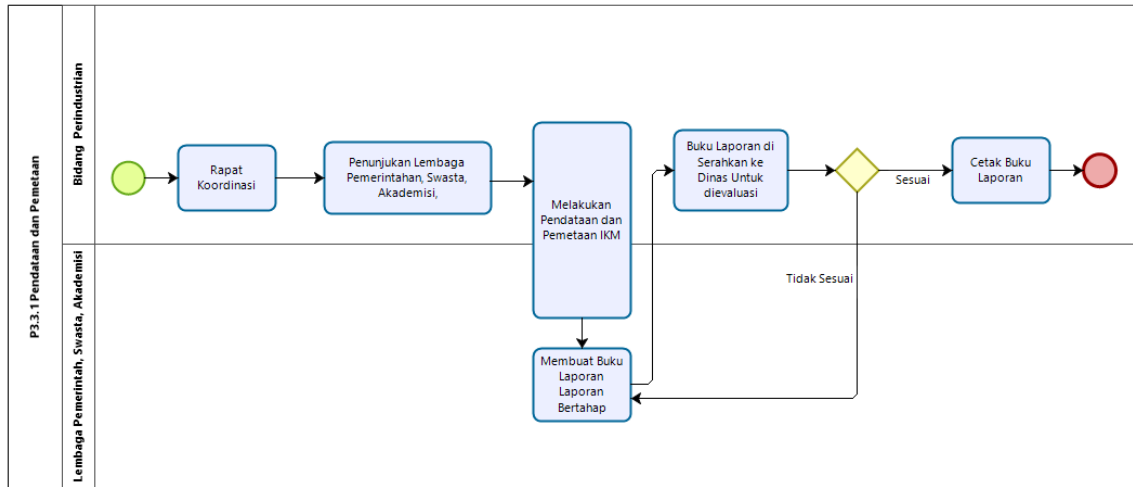 P3.3.1 Pendataan dan Pemetaan
Bidang Perindustrian
Rapat
Koordinasi
Penunjukan Lembaga
Pemerintahan, Swasta,
Akademisi,
Melakukan
Pendataan dan
Pemetaan IKM
Buku Laporan di
Serahkan ke
Dinas Untuk
dievaluasi
Sesuai
Cetak Buku
Laporan
Lembaga Pemerintah, Swasta, Akademisi
Tidak Sesuai
Membuat Buku
Laporan
Laporan
Bertahap